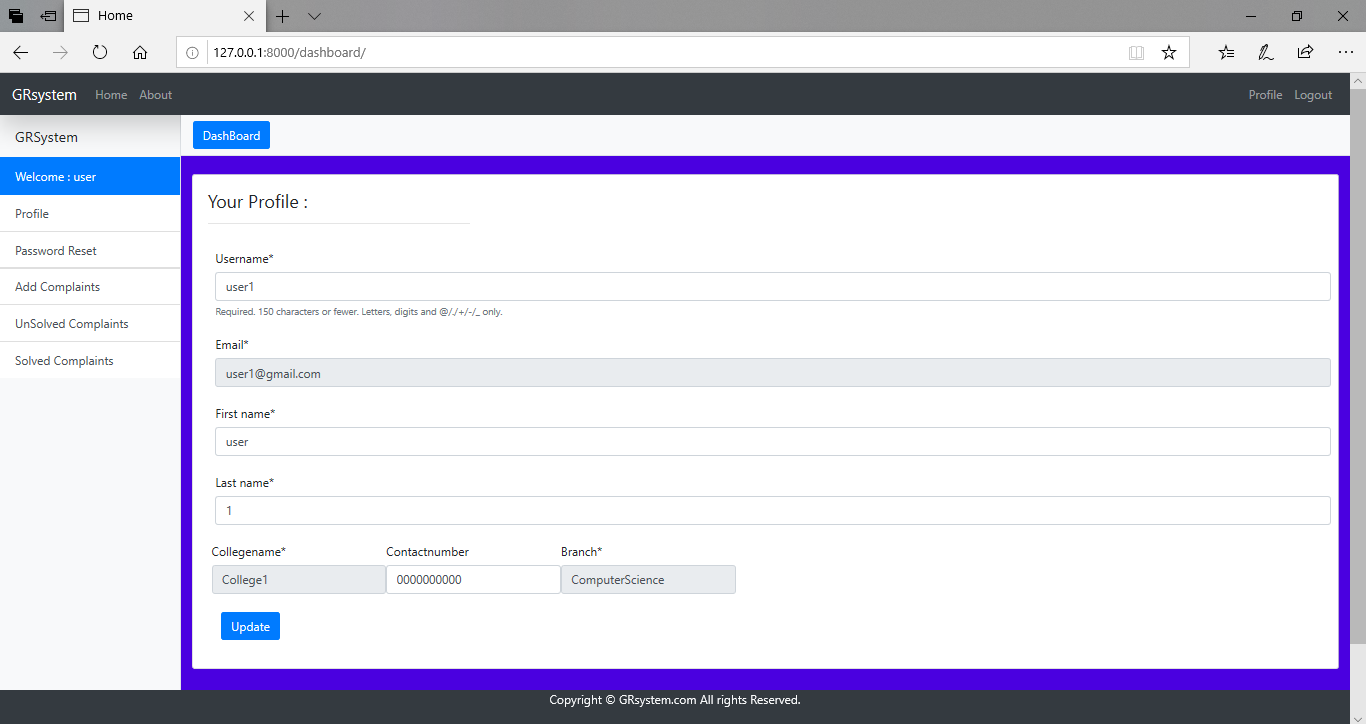 Home
127.0.0.1:8000/dashboard/
GRsystem Home About Profile Logout
GRSystem
DashBoard
Welcome : user
Profile
Password Reset
Add Complaints
UnSolved Complaints
Solved Complaints
Your Profile :
Username*
user1
Required. 150 characters or fewer. Letters, digits and @/./+/-/_ only.
Email*
user1@gmail.com
First name*
user
Last name*
1
Collegename* Contactnumber Branch*
College1 0000000000 ComputerScience
Update
Copyright © GRsystem.com All rights Reserved.